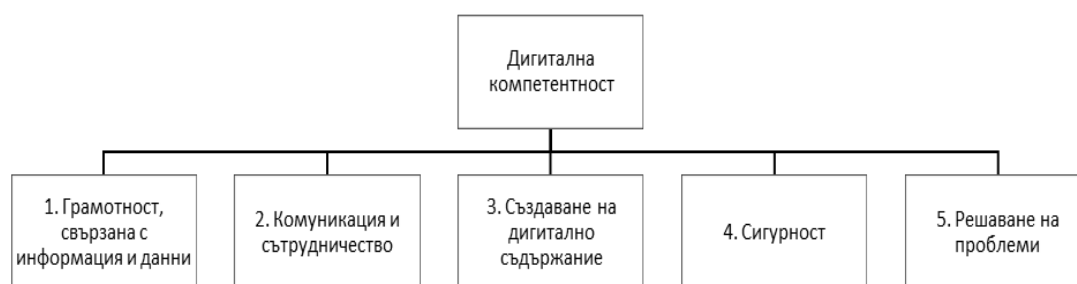 Дигитална
компетентност
1. Грамотност,
свързана с
информация и данни
2. Комуникация и
сътрудничество
3. Създаване на
дигитално
съдържание
4. Сигурност
5. Решаване на
проблеми